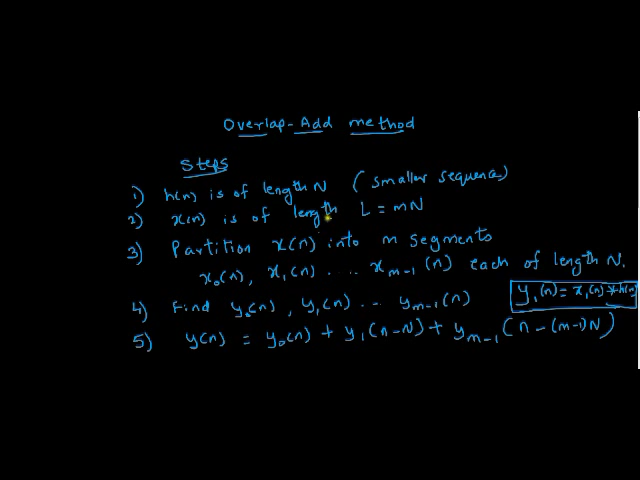 Overlap-Add method
Steps
1) h(n) is of length N (smaller sequence)
2) x(n) is of length L = mN
3) Partition x(n) into m segments
x₀(n), x₁(n) .... xₘ₋₁(n) each of length N.
4) Find y₀(n), y₁(n) .. yₘ₋₁(n)
y₁(n) = x₁(n) * h(n)
5) y(n) = y₀(n) + y₁(n-N) + yₘ₋₁(n-(m-1)N)